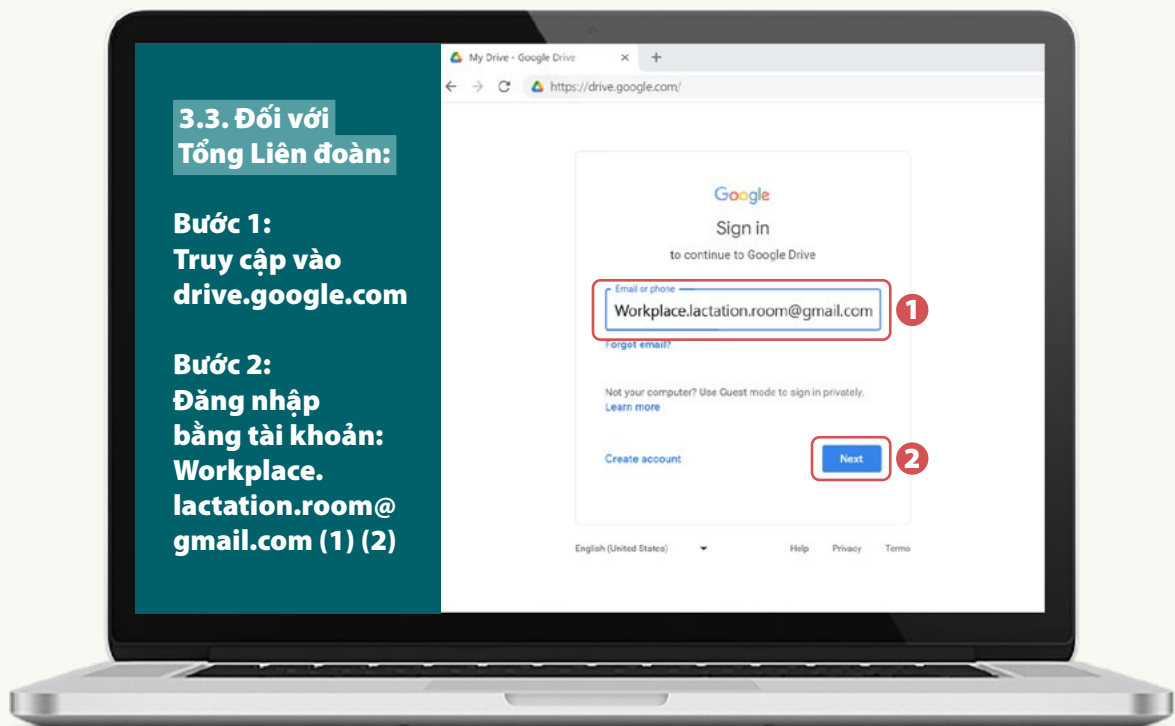 My Drive - Google Drive
https://drive.google.com/
3.3. Đối với
Tổng Liên đoàn:
Bước 1:
Truy cập vào
drive.google.com
Bước 2:
Đăng nhập
bằng tài khoản:
Workplace.
lactation.room@
gmail.com (1) (2)
Google
Sign in
to continue to Google Drive
Email or phone
Workplace.lactation.room@gmail.com
1
Forgot email?
Not your computer? Use Guest mode to sign in privately.
Learn more
Create account
Next
2
English (United States)
Help Privacy Terms